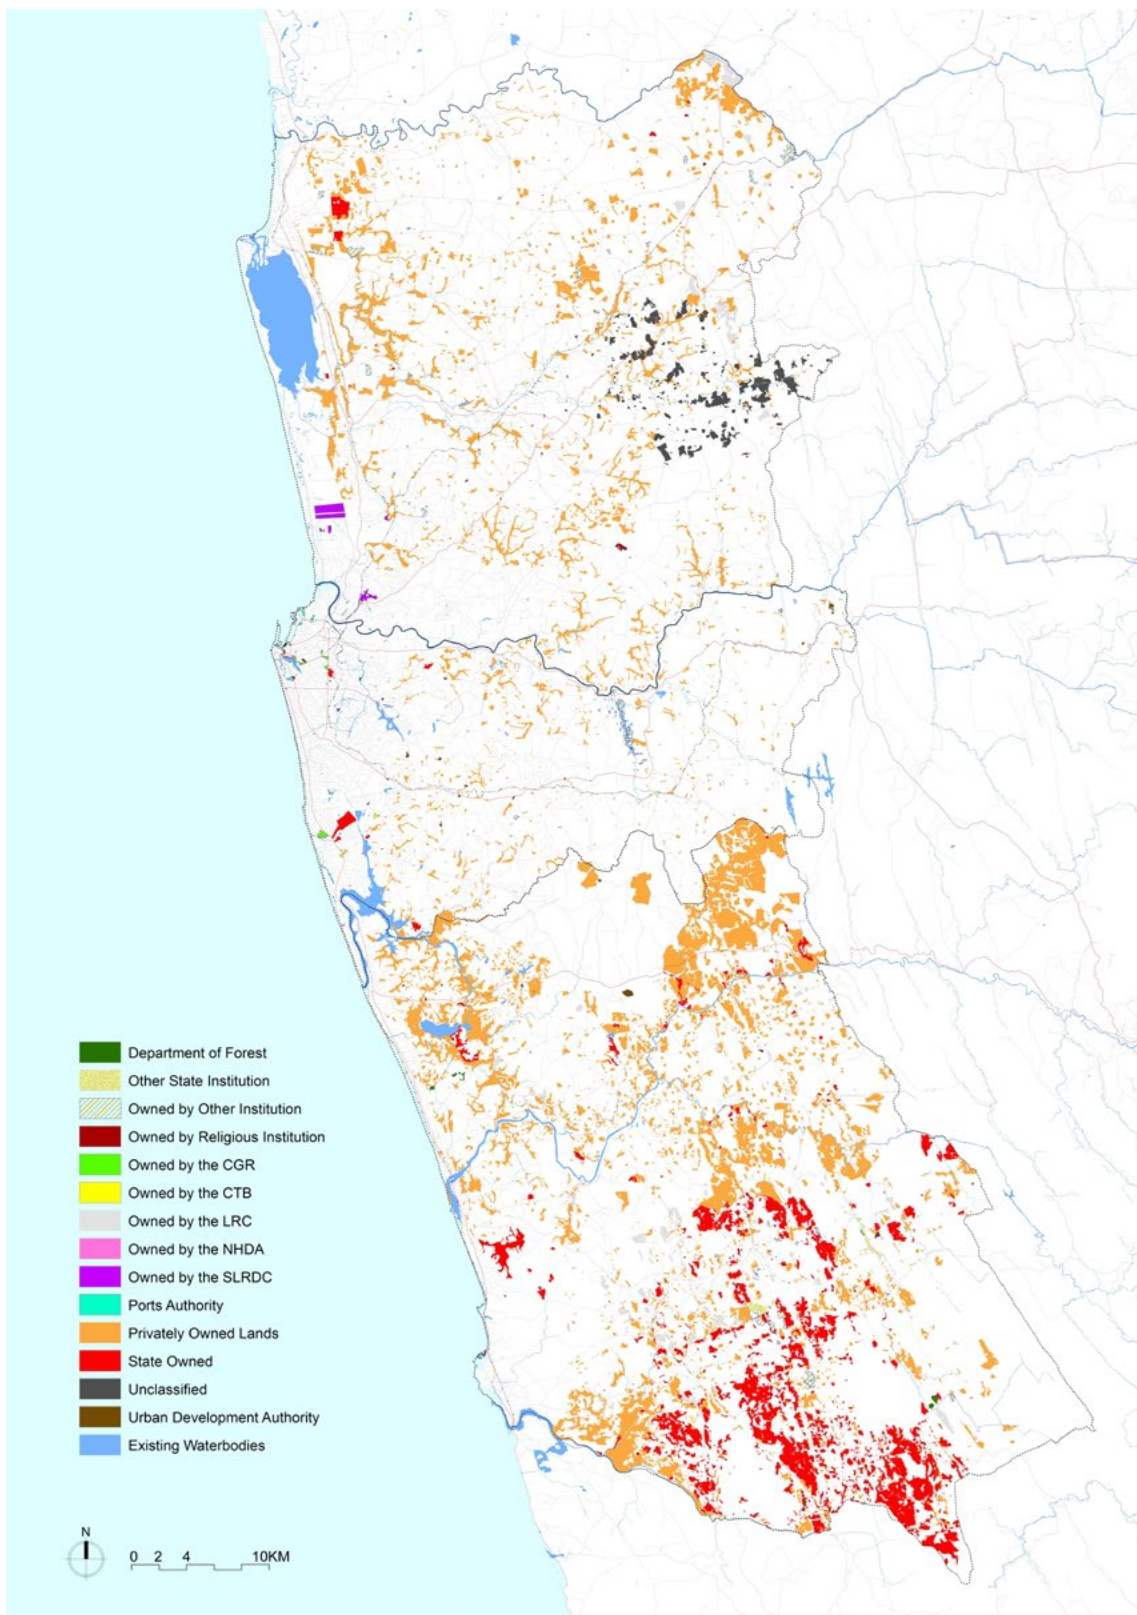 Department of Forest
Other State Institution
Owned by Other Institution
Owned by Religious Institution
Owned by the CGR
Owned by the CTB
Owned by the LRC
Owned by the NHDA
Owned by the SLRDC
Ports Authority
Privately Owned Lands
State Owned
Unclassified
Urban Development Authority
Existing Waterbodies
N
0 2 4 10KM